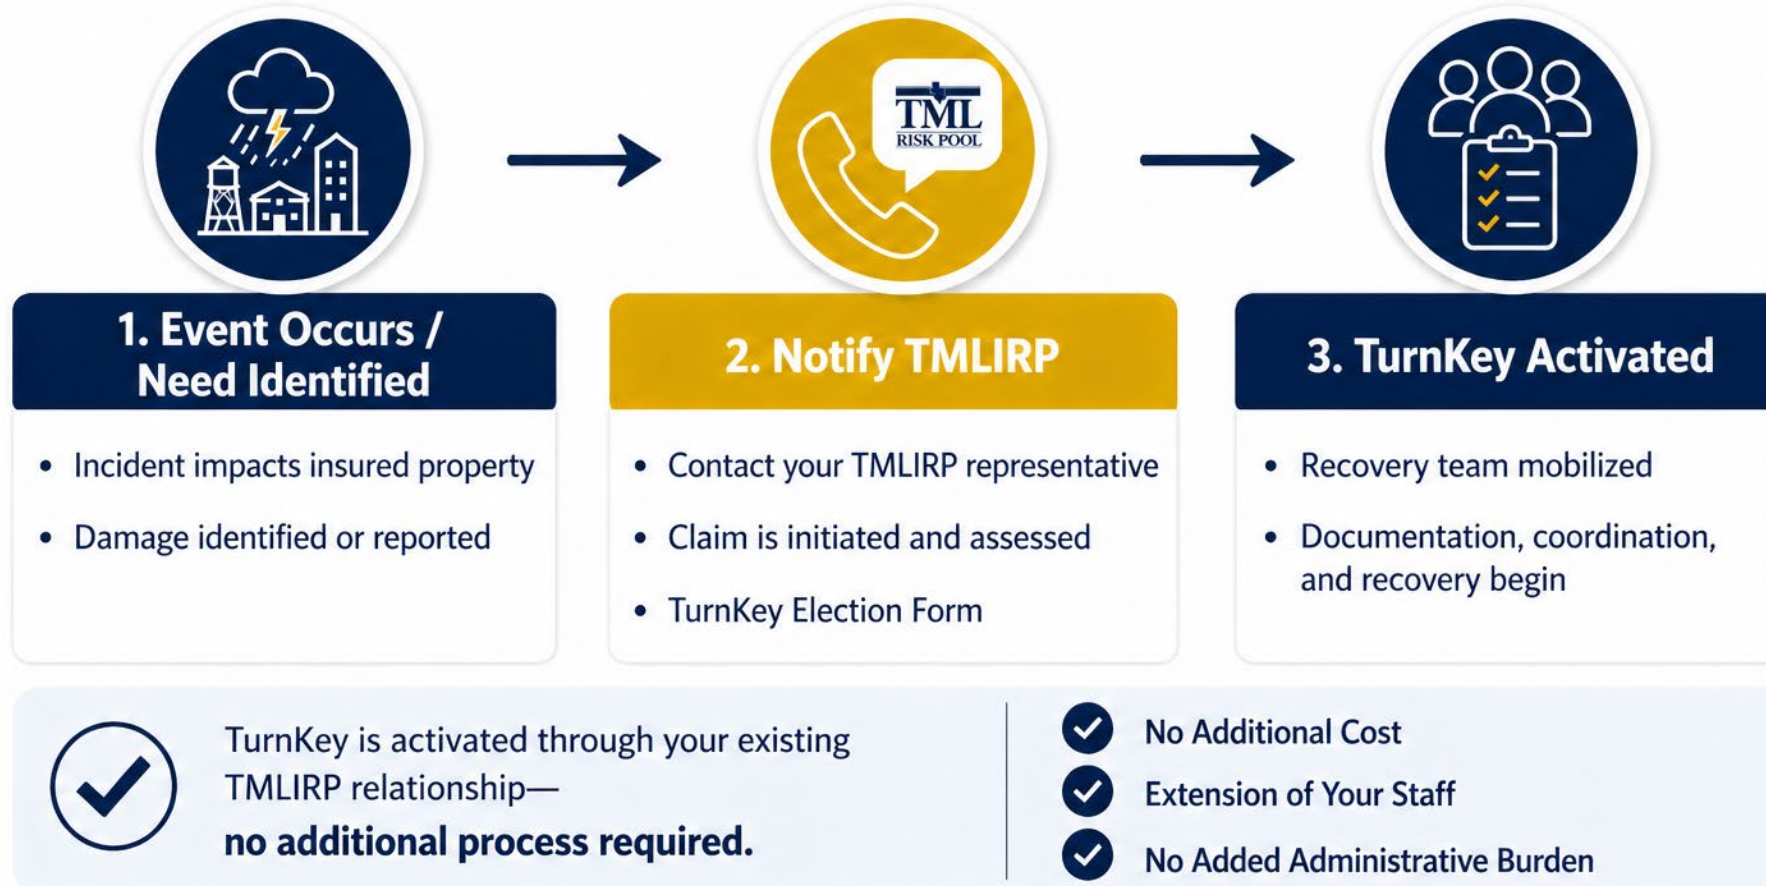 TML
RISK POOL
1. Event Occurs /
Need Identified
• Incident impacts insured property
• Damage identified or reported
2. Notify TMLIRP
• Contact your TMLIRP representative
• Claim is initiated and assessed
• TurnKey Election Form
3. TurnKey Activated
• Recovery team mobilized
• Documentation, coordination,
and recovery begin
TurnKey is activated through your existing
TMLIRP relationship—
no additional process required.
No Additional Cost
Extension of Your Staff
No Added Administrative Burden